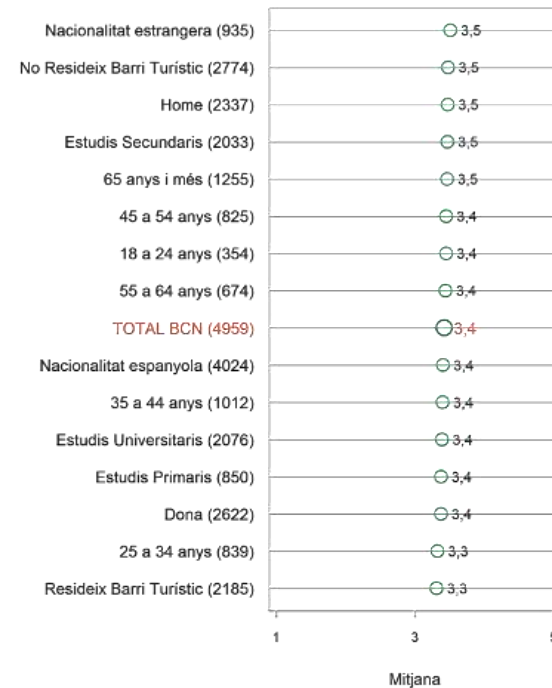 Nacionalitat estrangera (935) 3,5
No Resideix Barri Turístic (2774) 3,5
Home (2337) 3,5
Estudis Secundaris (2033) 3,5
65 anys i més (1255) 3,5
45 a 54 anys (825) 3,4
18 a 24 anys (354) 3,4
55 a 64 anys (674) 3,4
TOTAL BCN (4959) 3,4
Nacionalitat espanyola (4024) 3,4
35 a 44 anys (1012) 3,4
Estudis Universitaris (2076) 3,4
Estudis Primaris (850) 3,4
Dona (2622) 3,4
25 a 34 anys (839) 3,3
Resideix Barri Turístic (2185) 3,3
1 3 5
Mitjana